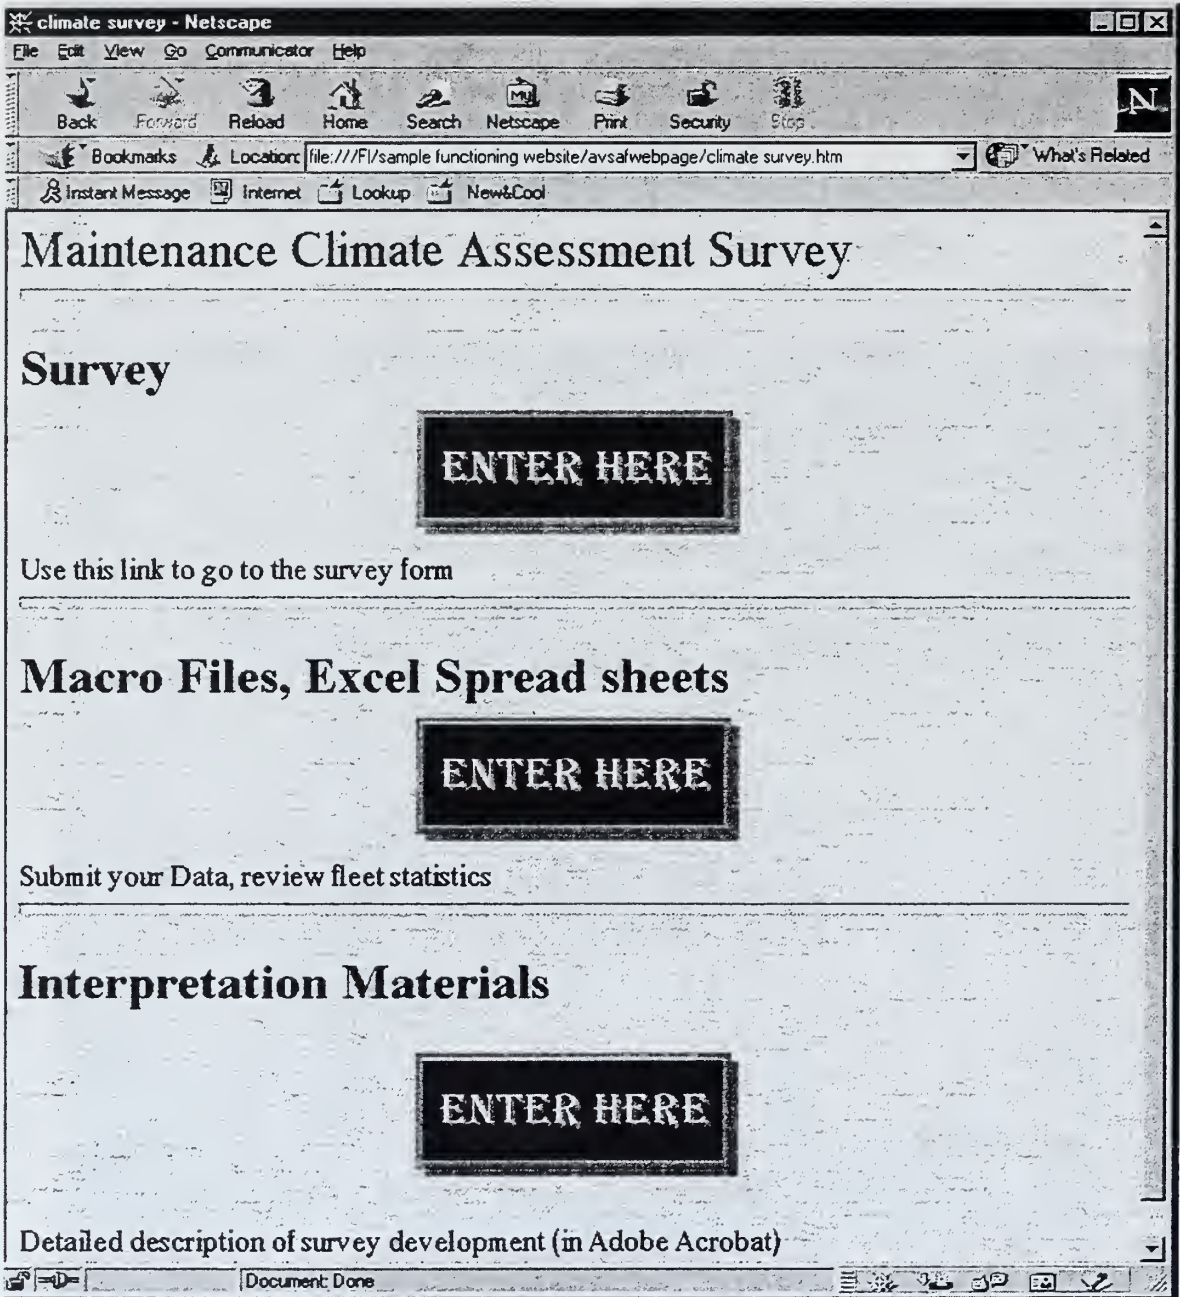 climate survey - Netscape
File Edit View Go Communicator Help
Back Forward Reload Home Search Netscape Print Security Stop
N
Bookmarks Location: file:///F|/sample functioning website/avsafwebpage/climate survey.htm What's Related
Instant Message Internet Lookup New&Cool
Maintenance Climate Assessment Survey
Survey
ENTER HERE
Use this link to go to the survey form
Macro Files, Excel Spread sheets
ENTER HERE
Submit your Data, review fleet statistics
Interpretation Materials
ENTER HERE
Detailed description of survey development (in Adobe Acrobat)
Document: Done